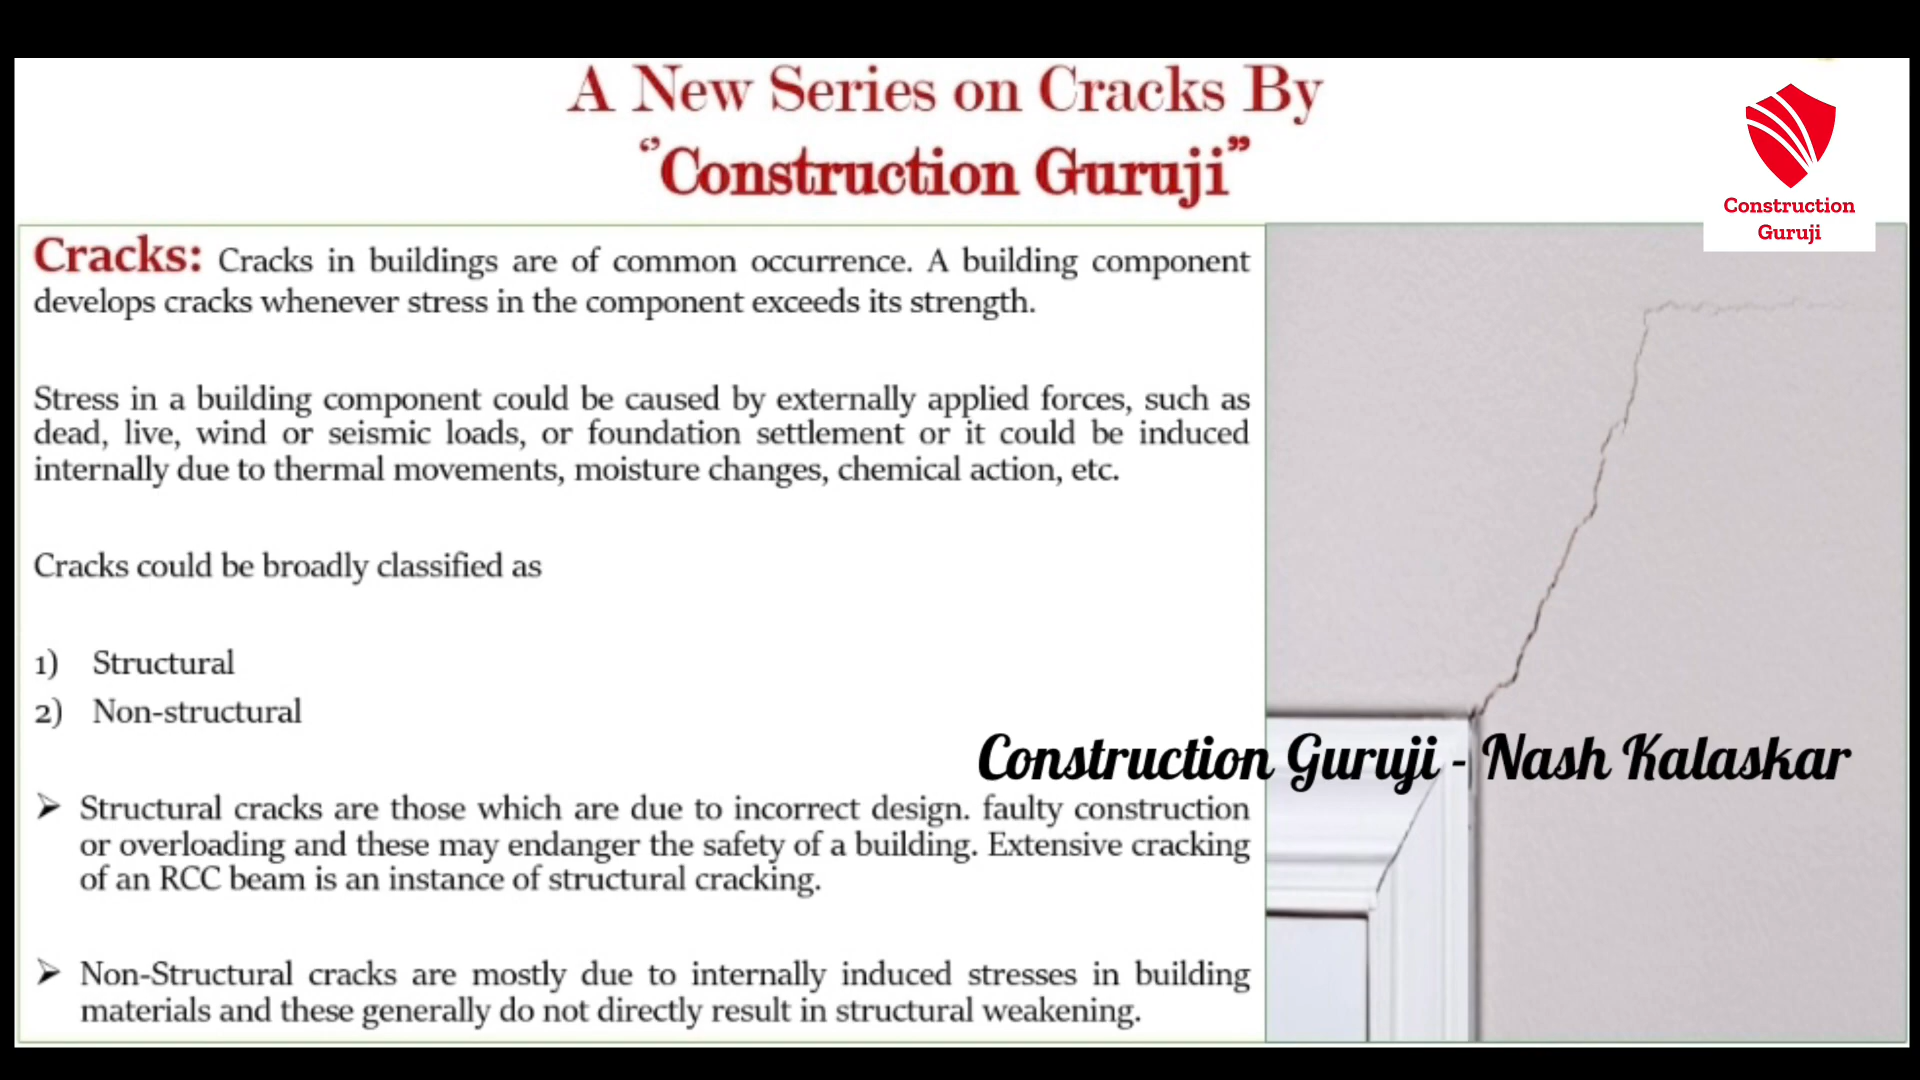 A New Series on Cracks By
“Construction Guruji”
Construction
Guruji
Cracks: Cracks in buildings are of common occurrence. A building component
develops cracks whenever stress in the component exceeds its strength.
Stress in a building component could be caused by externally applied forces, such as
dead, live, wind or seismic loads, or foundation settlement or it could be induced
internally due to thermal movements, moisture changes, chemical action, etc.
Cracks could be broadly classified as
1) Structural
2) Non-structural
Construction Guruji - Nash Kalaskar
➢ Structural cracks are those which are due to incorrect design. faulty construction
or overloading and these may endanger the safety of a building. Extensive cracking
of an RCC beam is an instance of structural cracking.
➢ Non-Structural cracks are mostly due to internally induced stresses in building
materials and these generally do not directly result in structural weakening.